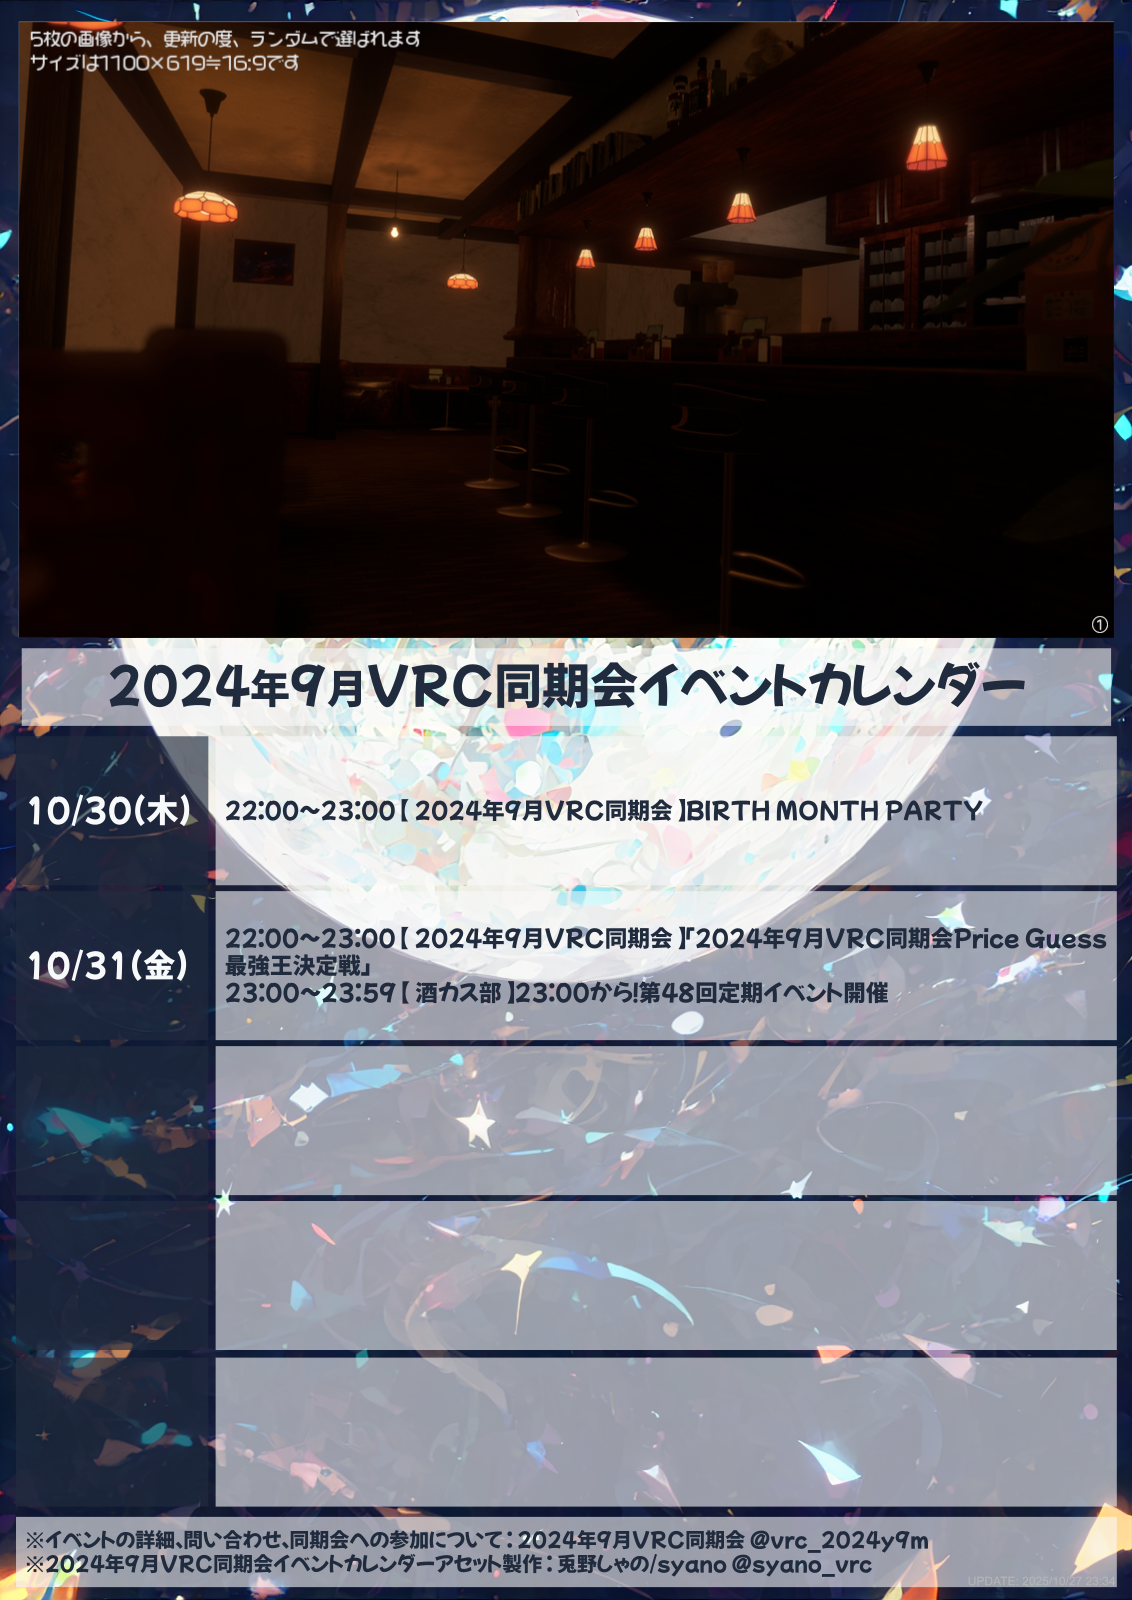 5枚の画像から、更新の度、ランダムで選ばれます
サイズは1100×619≒16:9です
①
2024年9月VRC同期会イベントカレンダー
10/30(木)
22:00～23:00【 2024年9月VRC同期会 】BIRTH MONTH PARTY
10/31(金)
22:00～23:00【 2024年9月VRC同期会 】『2024年9月VRC同期会Price Guess
最強王決定戦』
23:00～23:59【 酒カス部 】23:00から!第48回定期イベント開催
※イベントの詳細、問い合わせ、同期会への参加について：2024年9月VRC同期会 @vrc_2024y9m
※2024年9月VRC同期会イベントカレンダーアセット製作：兎野しゃの/syano @syano_vrc
UPDATE: 2025/10/27 23:34